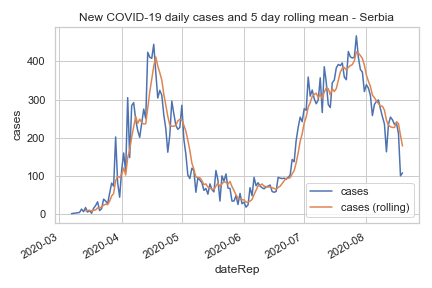 New COVID-19 daily cases and 5 day rolling mean - Serbia
400
300
200
100
0
cases
cases
cases (rolling)
2020-03
2020-04
2020-05
2020-06
2020-07
2020-08
dateRep